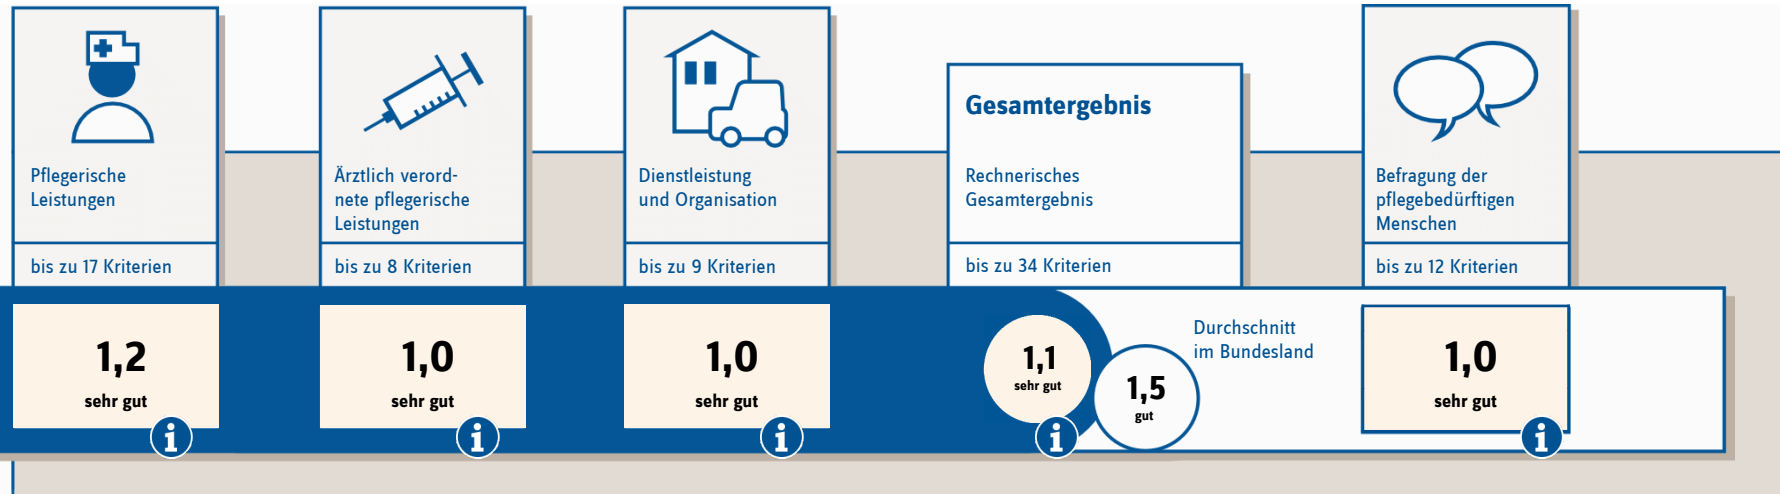 Pflegerische
Leistungen
bis zu 17 Kriterien
1,2
sehr gut
i
Ärztlich verord-
nete pflegerische
Leistungen
bis zu 8 Kriterien
1,0
sehr gut
i
Dienstleistung
und Organisation
bis zu 9 Kriterien
1,0
sehr gut
i
Gesamtergebnis
Rechnerisches
Gesamtergebnis
bis zu 34 Kriterien
1,1
sehr gut
i
1,5
gut
Durchschnitt
im Bundesland
Befragung der
pflegebedürftigen
Menschen
bis zu 12 Kriterien
1,0
sehr gut
i